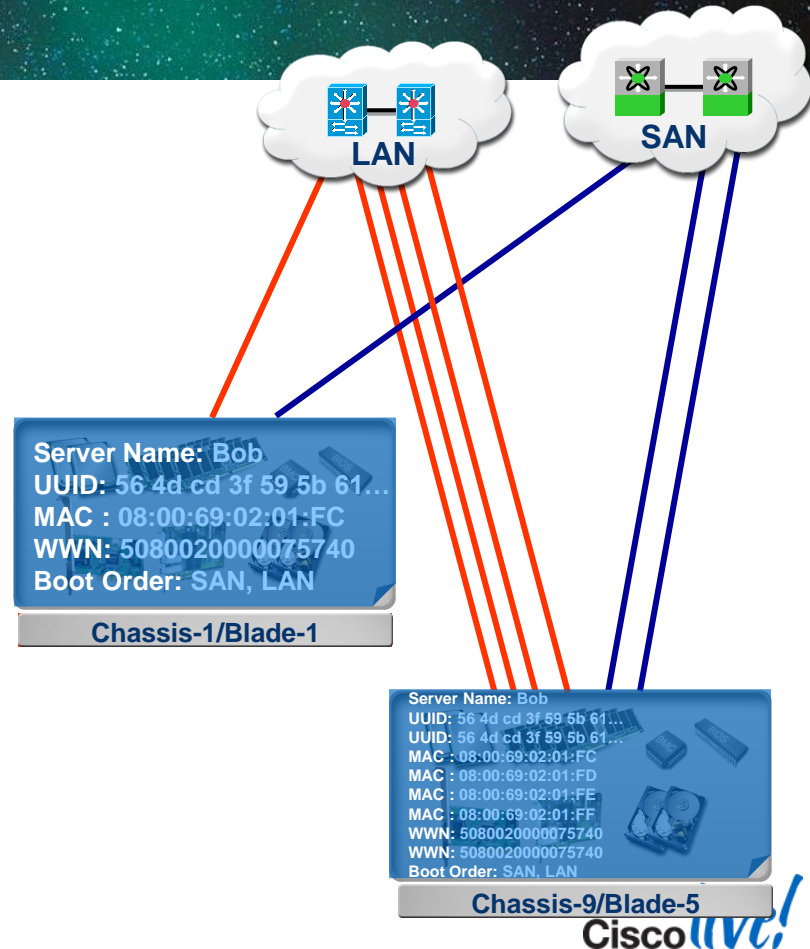 LAN
SAN
Server Name: Bob
UUID: 56 4d cd 3f 59 5b 61…
MAC : 08:00:69:02:01:FC
WWN: 5080020000075740
Boot Order: SAN, LAN
Chassis-1/Blade-1
Server Name: Bob
UUID: 56 4d cd 3f 59 5b 61…
UUID: 56 4d cd 3f 59 5b 61…
MAC : 08:00:69:02:01:FC
MAC : 08:00:69:02:01:FD
MAC : 08:00:69:02:01:FE
MAC : 08:00:69:02:01:FF
WWN: 5080020000075740
WWN: 5080020000075740
Boot Order: SAN, LAN
Chassis-9/Blade-5
Cisco live!